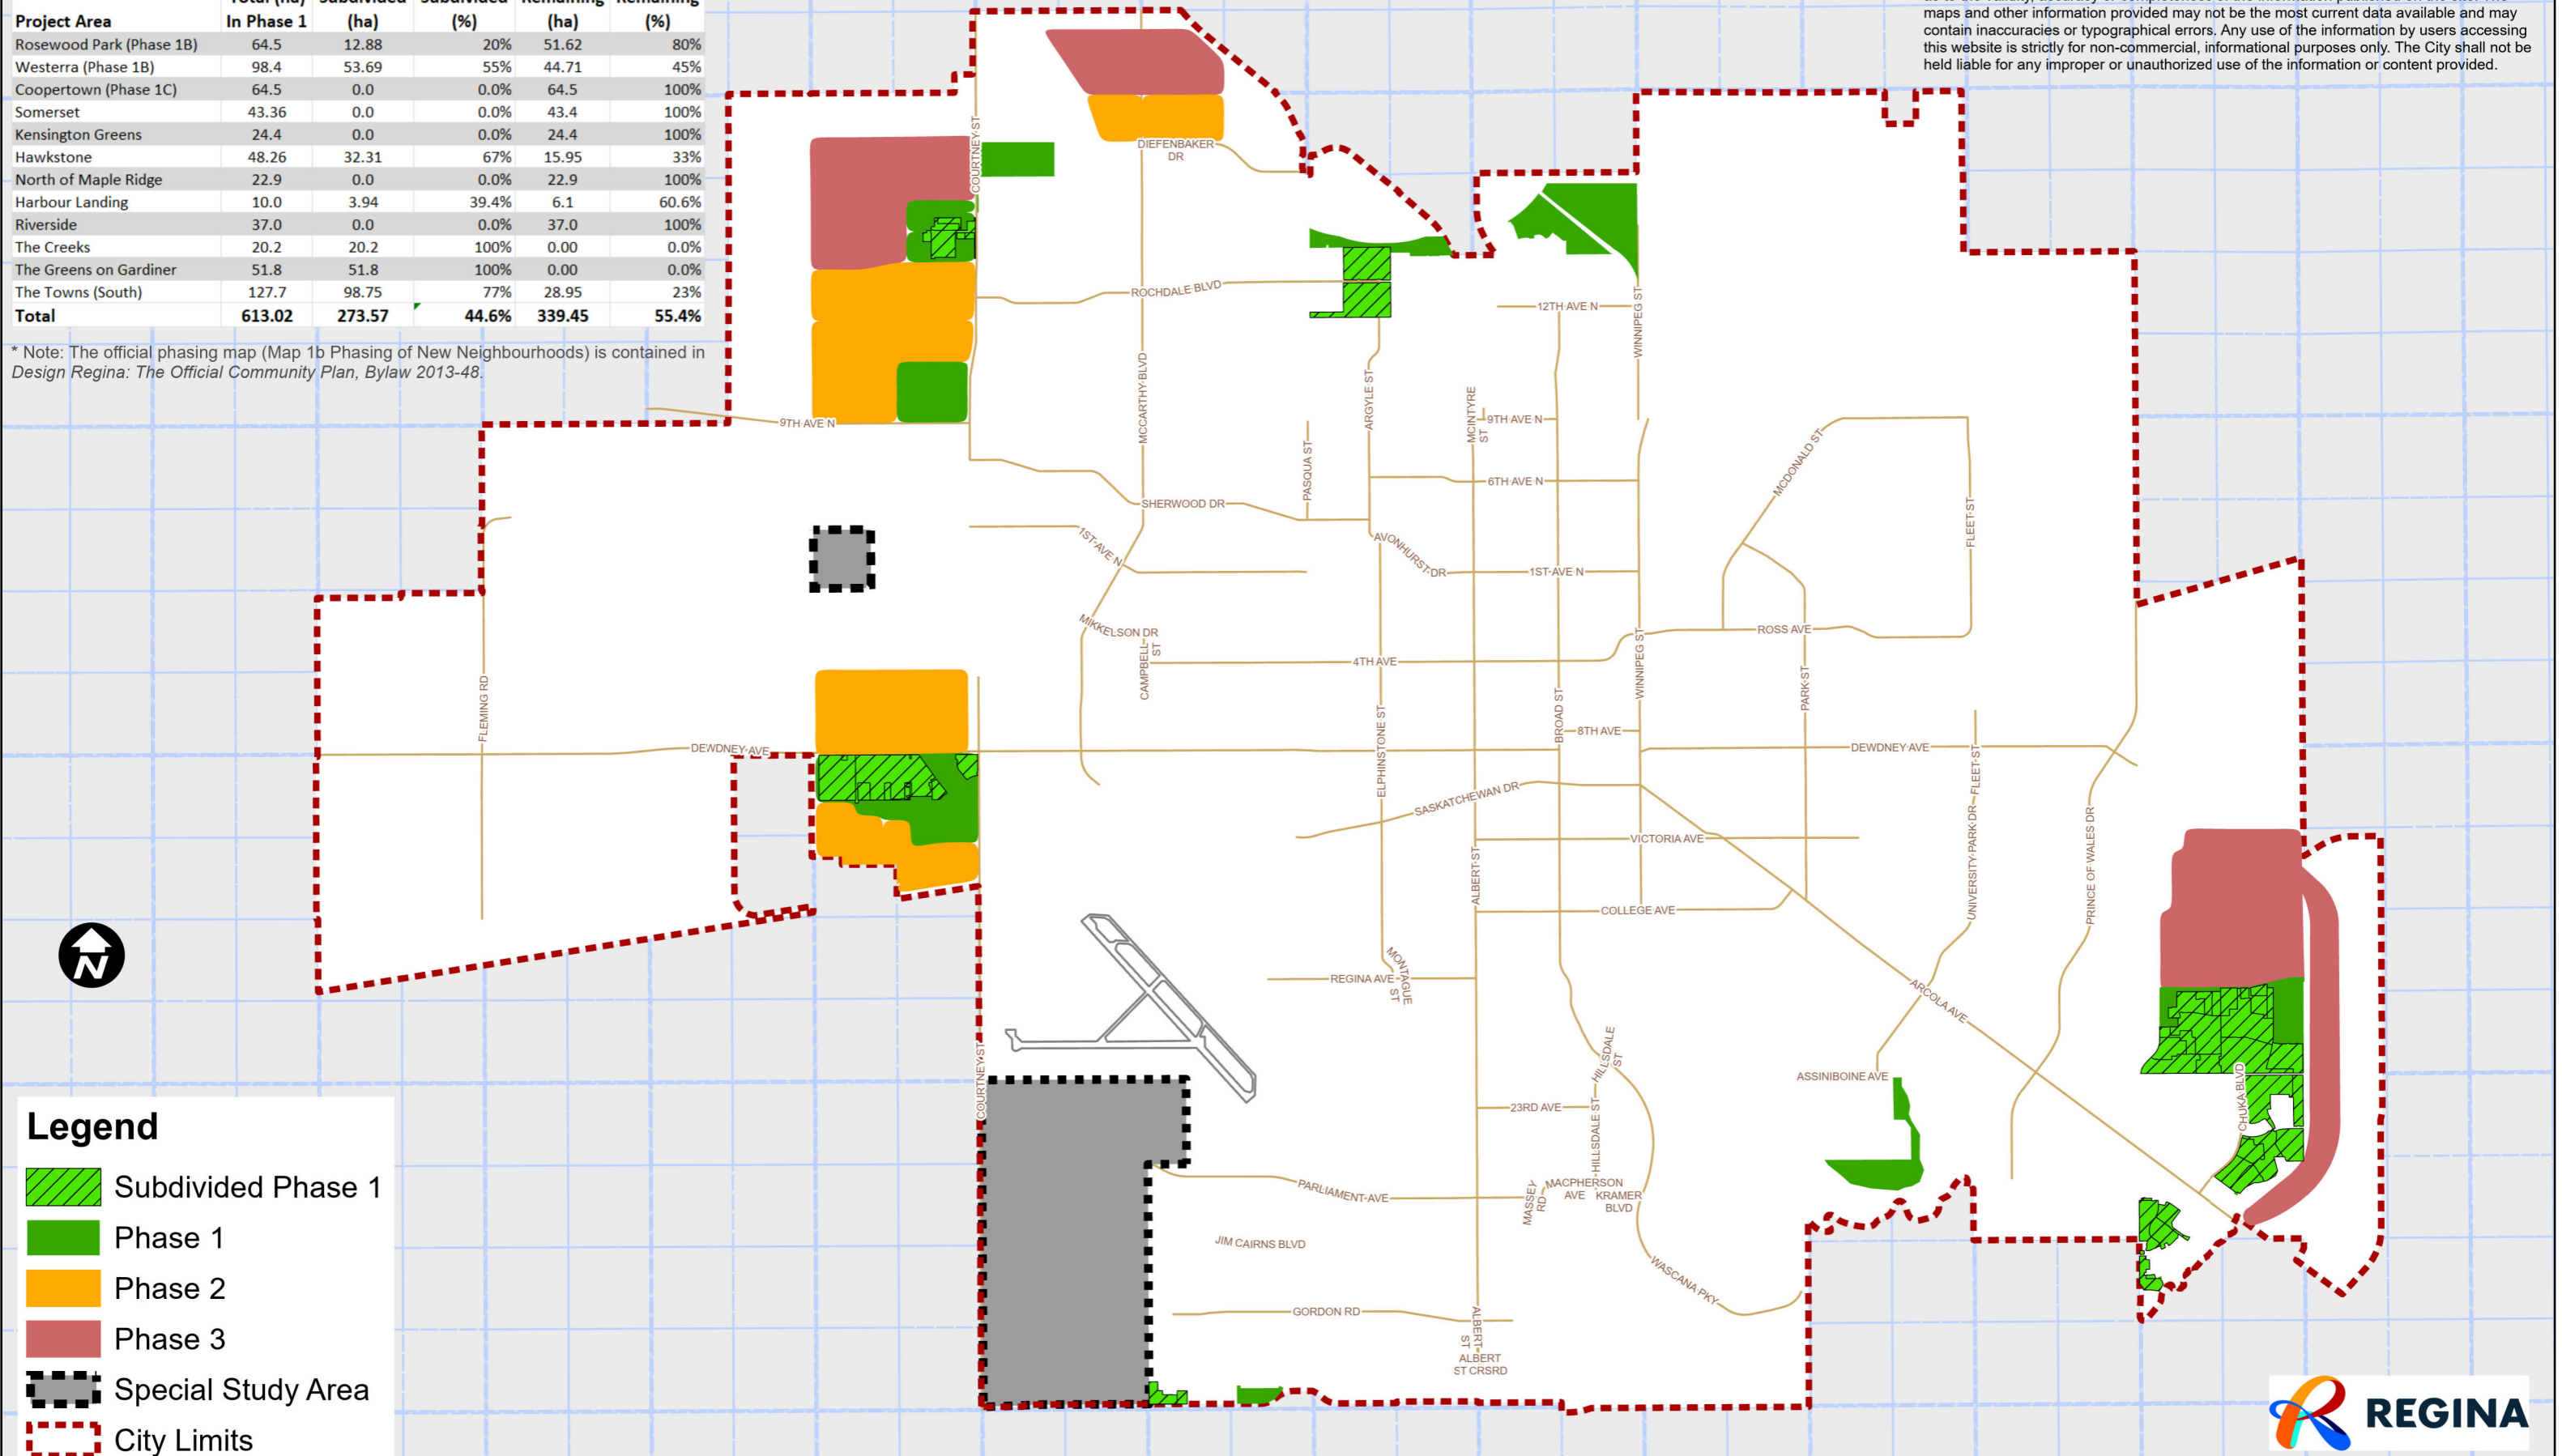 Project Area In Phase 1 (ha) (%) (ha) (%)
Rosewood Park (Phase 1B) 64.5 12.88 20% 51.62 80%
Westerra (Phase 1B) 98.4 53.69 55% 44.71 45%
Coopertown (Phase 1C) 64.5 0.0 0.0% 64.5 100%
Somerset 43.36 0.0 0.0% 43.4 100%
Kensington Greens 24.4 0.0 0.0% 24.4 100%
Hawkstone 48.26 32.31 67% 15.95 33%
North of Maple Ridge 22.9 0.0 0.0% 22.9 100%
Harbour Landing 10.0 3.94 39.4% 6.1 60.6%
Riverside 37.0 0.0 0.0% 37.0 100%
The Creeks 20.2 20.2 100% 0.00 0.0%
The Greens on Gardiner 51.8 51.8 100% 0.00 0.0%
The Towns (South) 127.7 98.75 77% 28.95 23%
Total 613.02 273.57 44.6% 339.45 55.4%
* Note: The official phasing map (Map 1b Phasing of New Neighbourhoods) is contained in
Design Regina: The Official Community Plan, Bylaw 2013-48.
maps and other information provided may not be the most current data available and may
contain inaccuracies or typographical errors. Any use of the information by users accessing
this website is strictly for non-commercial, informational purposes only. The City shall not be
held liable for any improper or unauthorized use of the information or content provided.
COURTNEY ST
DIEFENBAKER
DR
ROCHDALE BLVD
12TH AVE N
WINNIPEG ST
MCCARTHY BLVD
ARGYLE ST
MCINTYRE
ST
9TH AVE N
9TH AVE N
PASQUA ST
MCDONALD ST
6TH AVE N
SHERWOOD DR
FLEET ST
1ST AVE N
AVONHURST DR
1ST AVE N
MIKKELSON DR
CAMPBELL
ST
ROSS AVE
WINNIPEG ST
4TH AVE
PARK ST
FLEMING RD
BROAD ST
ELPHINSTONE ST
8TH AVE
DEWDNEY AVE
DEWDNEY AVE
FLEET ST
SASKATCHEWAN DR
VICTORIA AVE
ALBERT ST
UNIVERSITY PARK DR
PRINCE OF WALES DR
COLLEGE AVE
N
REGINA AVE
MONTAGUE
ST
ARCOLA AVE
HILLSDALE
ST
COURTNEY ST
ASSINIBOINE AVE
CHUKA BLVD
23RD AVE
HILLSDALE ST
PARLIAMENT AVE
MASSEY
RD
MACPHERSON
AVE
KRAMER
BLVD
JIM CAIRNS BLVD
WASCANA PKY
GORDON RD
ALBERT
ST
ALBERT
ST CRSRD
Legend
Subdivided Phase 1
Phase 1
Phase 2
Phase 3
Special Study Area
City Limits
REGINA